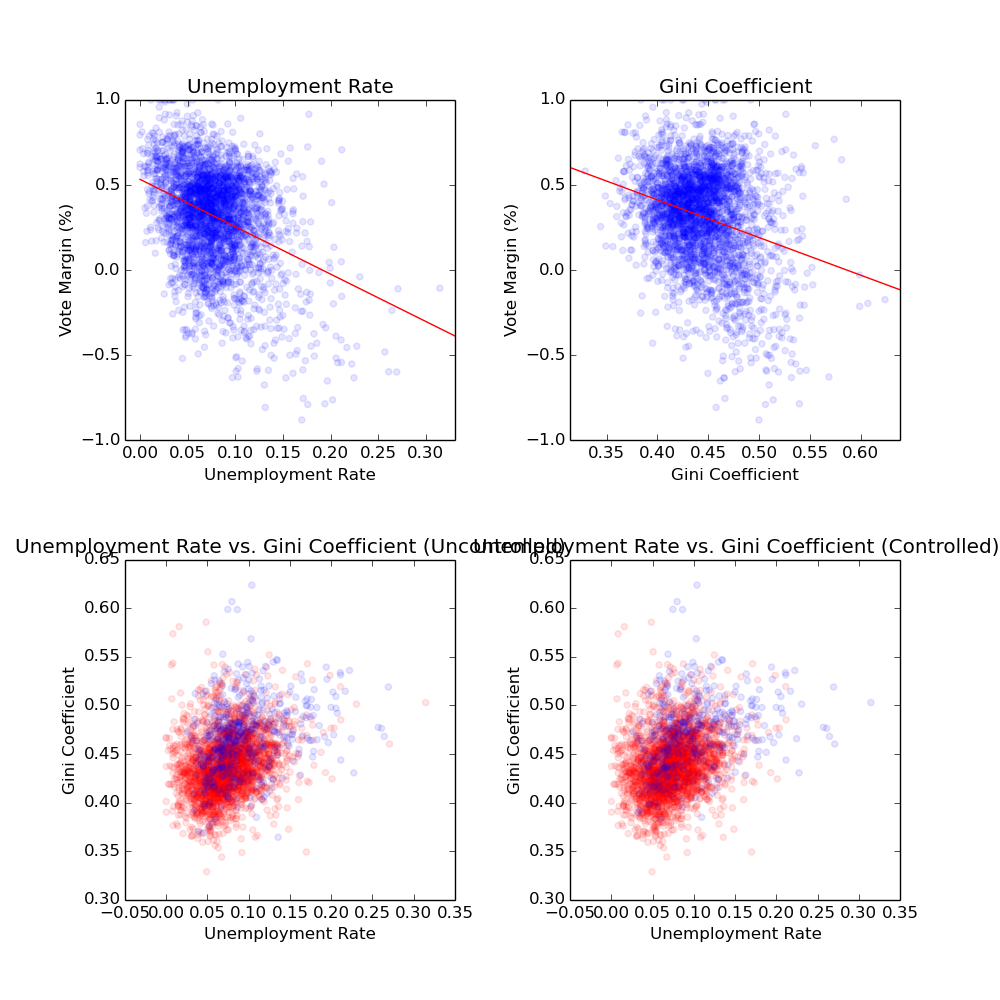 Unemployment Rate
Gini Coefficient
1.0
0.5
0.0
−0.5
−1.0
Vote Margin (%)
0.00 0.05 0.10 0.15 0.20 0.25 0.30
Unemployment Rate
1.0
0.5
0.0
−0.5
−1.0
Vote Margin (%)
0.35 0.40 0.45 0.50 0.55 0.60
Gini Coefficient
Unemployment Rate vs. Gini Coefficient (Uncontrolled)
Unemployment Rate vs. Gini Coefficient (Controlled)
0.65
0.60
0.55
0.50
0.45
0.40
0.35
0.30
Gini Coefficient
−0.05 0.00 0.05 0.10 0.15 0.20 0.25 0.30 0.35
Unemployment Rate
0.65
0.60
0.55
0.50
0.45
0.40
0.35
0.30
Gini Coefficient
−0.05 0.00 0.05 0.10 0.15 0.20 0.25 0.30 0.35
Unemployment Rate